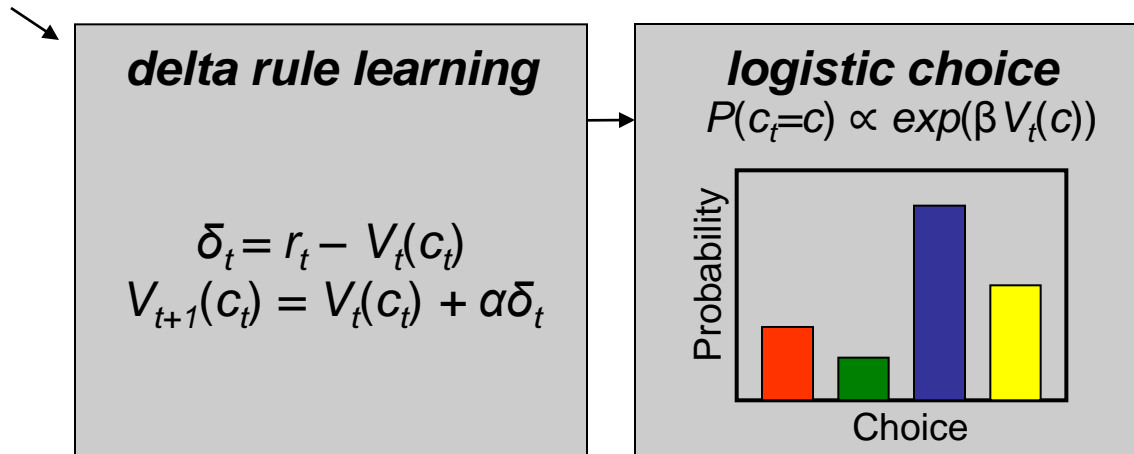 delta rule learning
δt = rt – Vt(ct)
Vt+1(ct) = Vt(ct) + αδt
logistic choice
P(ct=c) ∝ exp(β Vt(c))
Probability
Choice